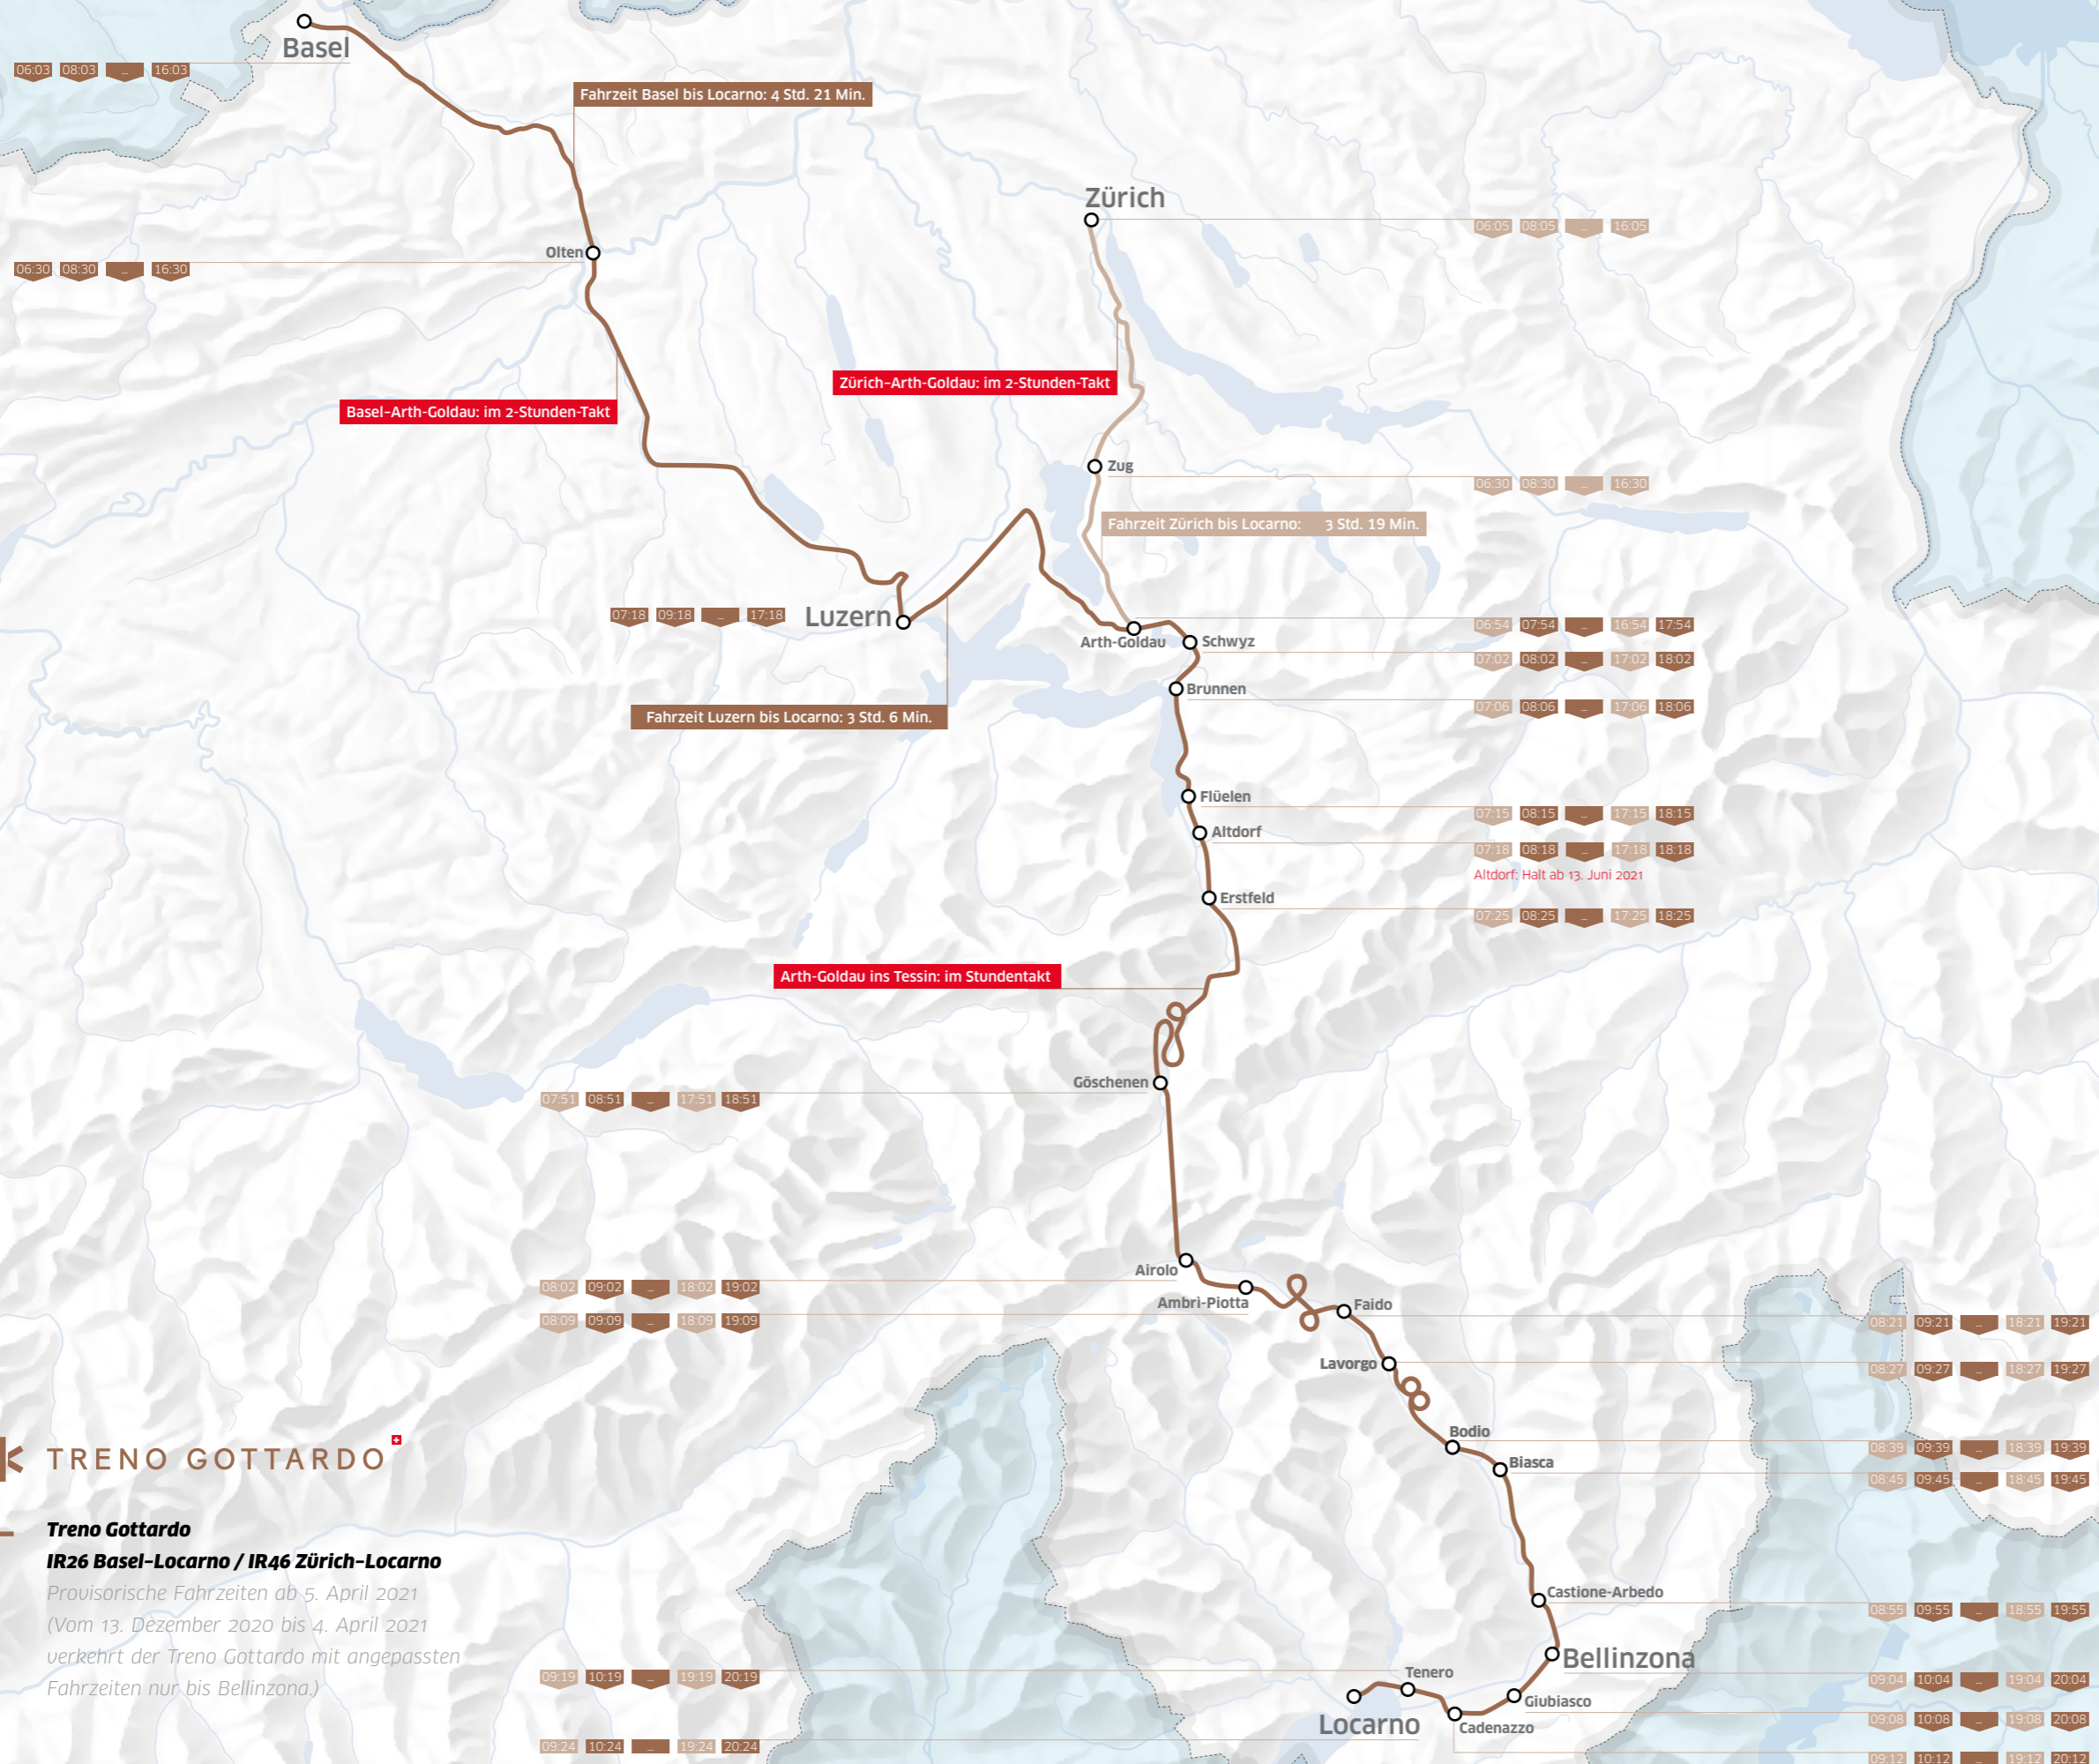 Basel
06:03 08:03 ... 16:03
Fahrzeit Basel bis Locarno: 4 Std. 21 Min.
Zürich
06:05 08:05 ... 16:05
Olten
06:30 08:30 ... 16:30
Zürich–Arth-Goldau: im 2-Stunden-Takt
Basel–Arth-Goldau: im 2-Stunden-Takt
Zug
06:30 08:30 ... 16:30
Fahrzeit Zürich bis Locarno: 3 Std. 19 Min.
07:18 09:18 ... 17:18
Luzern
Arth-Goldau
06:54 07:54 ... 16:54 17:54
Schwyz
07:02 08:02 ... 17:02 18:02
Brunnen
07:06 08:06 ... 17:06 18:06
Fahrzeit Luzern bis Locarno: 3 Std. 6 Min.
Flüelen
07:15 08:15 ... 17:15 18:15
Altdorf
07:18 08:18 ... 17:18 18:18
Altdorf: Halt ab 13. Juni 2021
Erstfeld
07:25 08:25 ... 17:25 18:25
Arth-Goldau ins Tessin: im Stundentakt
Göschenen
07:51 08:51 ... 17:51 18:51
Airolo
08:02 09:02 ... 18:02 19:02
Ambrì-Piotta
08:09 09:09 ... 18:09 19:09
Faido
08:21 09:21 ... 18:21 19:21
Lavorgo
08:27 09:27 ... 18:27 19:27
Bodio
08:39 09:39 ... 18:39 19:39
Biasca
08:45 09:45 ... 18:45 19:45
TRENO GOTTARDO
Treno Gottardo
IR26 Basel–Locarno / IR46 Zürich–Locarno
Provisorische Fahrzeiten ab 5. April 2021
(Vom 13. Dezember 2020 bis 4. April 2021
verkehrt der Treno Gottardo mit angepassten
Fahrzeiten nur bis Bellinzona.)
Castione-Arbedo
08:55 09:55 ... 18:55 19:55
Bellinzona
09:04 10:04 ... 19:04 20:04
Giubiasco
09:08 10:08 ... 19:08 20:08
Cadenazzo
09:12 10:12 ... 19:12 20:12
Tenero
09:19 10:19 ... 19:19 20:19
Locarno
09:24 10:24 ... 19:24 20:24